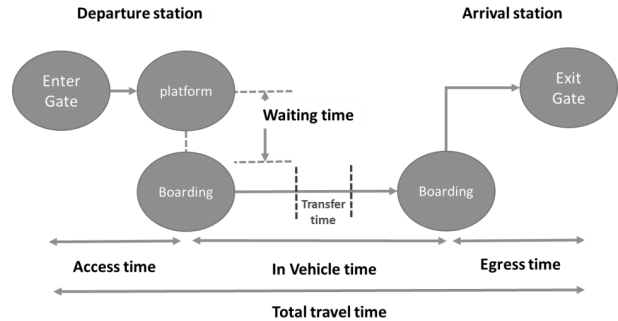 Departure station
Arrival station
Enter
Gate
platform
Exit
Gate
Waiting time
Boarding
Transfer
time
Boarding
Access time
In Vehicle time
Egress time
Total travel time